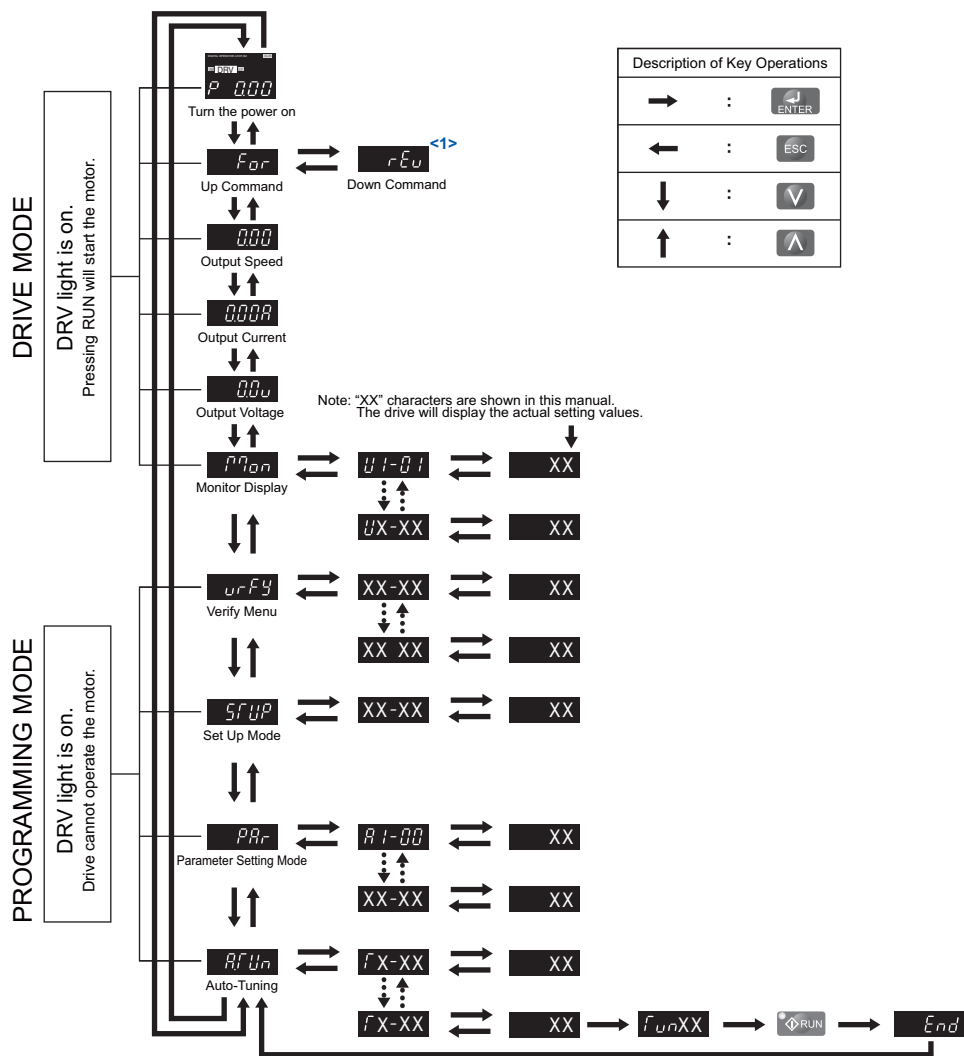 DRIVE MODE
DRV light is on.
Pressing RUN will start the motor.
DRV
P 0.00
Turn the power on
For
rEv
<1>
Up Command
Down Command
0.00
Output Speed
0.00A
Output Current
0.0v
Output Voltage
Note: “XX” characters are shown in this manual.
The drive will display the actual setting values.
Mon
U1-01
XX
Monitor Display
UX-XX
XX
Description of Key Operations
→ : ENTER
← : ESC
↓ : V
↑ : Λ
PROGRAMMING MODE
DRV light is on.
Drive cannot operate the motor.
vrFY
XX-XX
XX
Verify Menu
XX XX
XX
STUP
XX-XX
XX
Set Up Mode
PAr
A1-00
XX
Parameter Setting Mode
XX-XX
XX
A.TUn
TX-XX
XX
Auto-Tuning
TX-XX
XX
TunXX
RUN
End